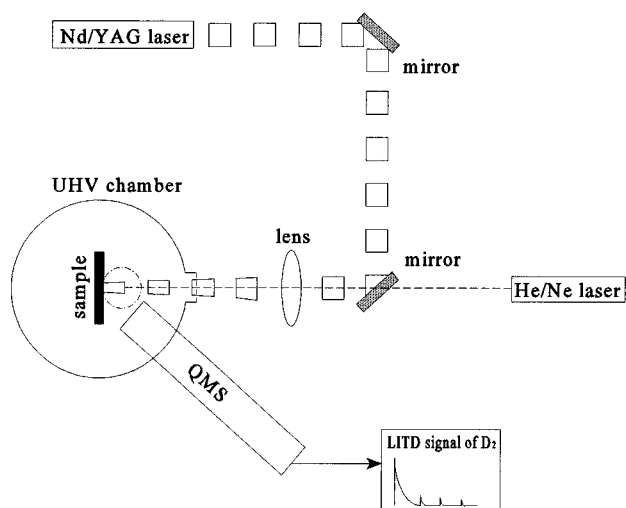 Nd/YAG laser
mirror
UHV chamber
lens
mirror
sample
He/Ne laser
QMS
LITD signal of D₂